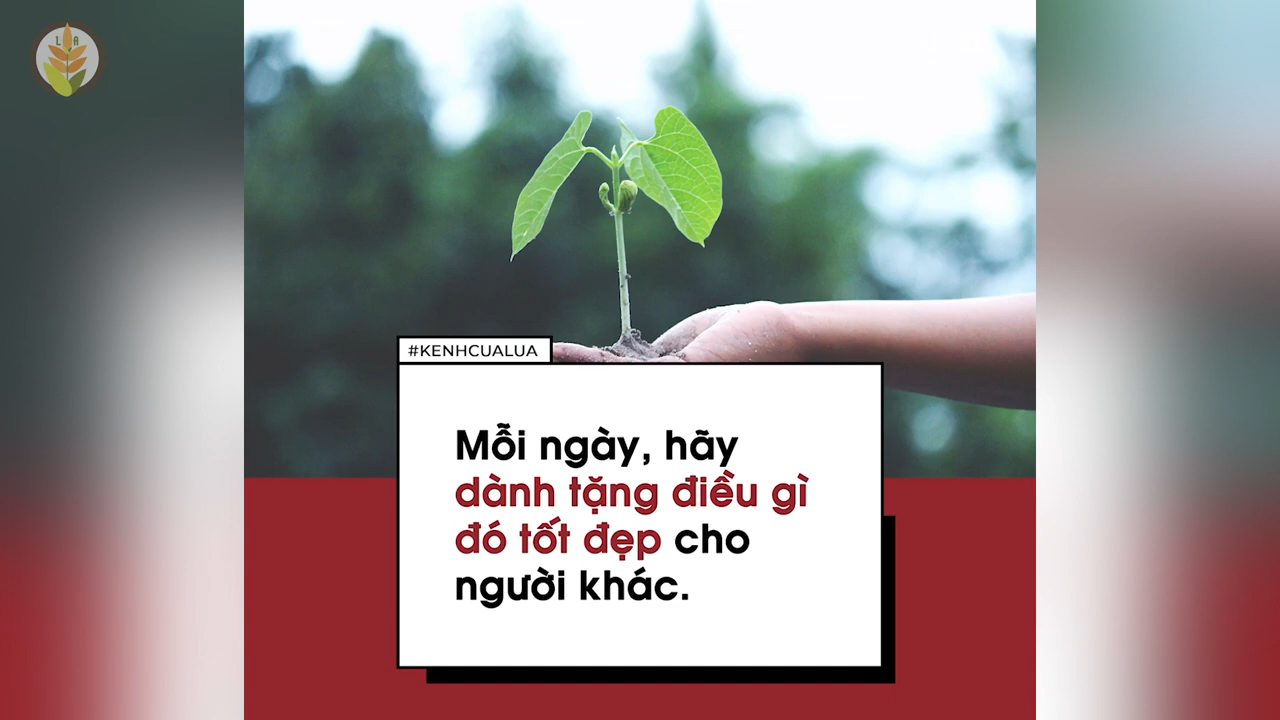 L A
#KENHCUALUA
Mỗi ngày, hãy
dành tặng điều gì
đó tốt đẹp cho
người khác.